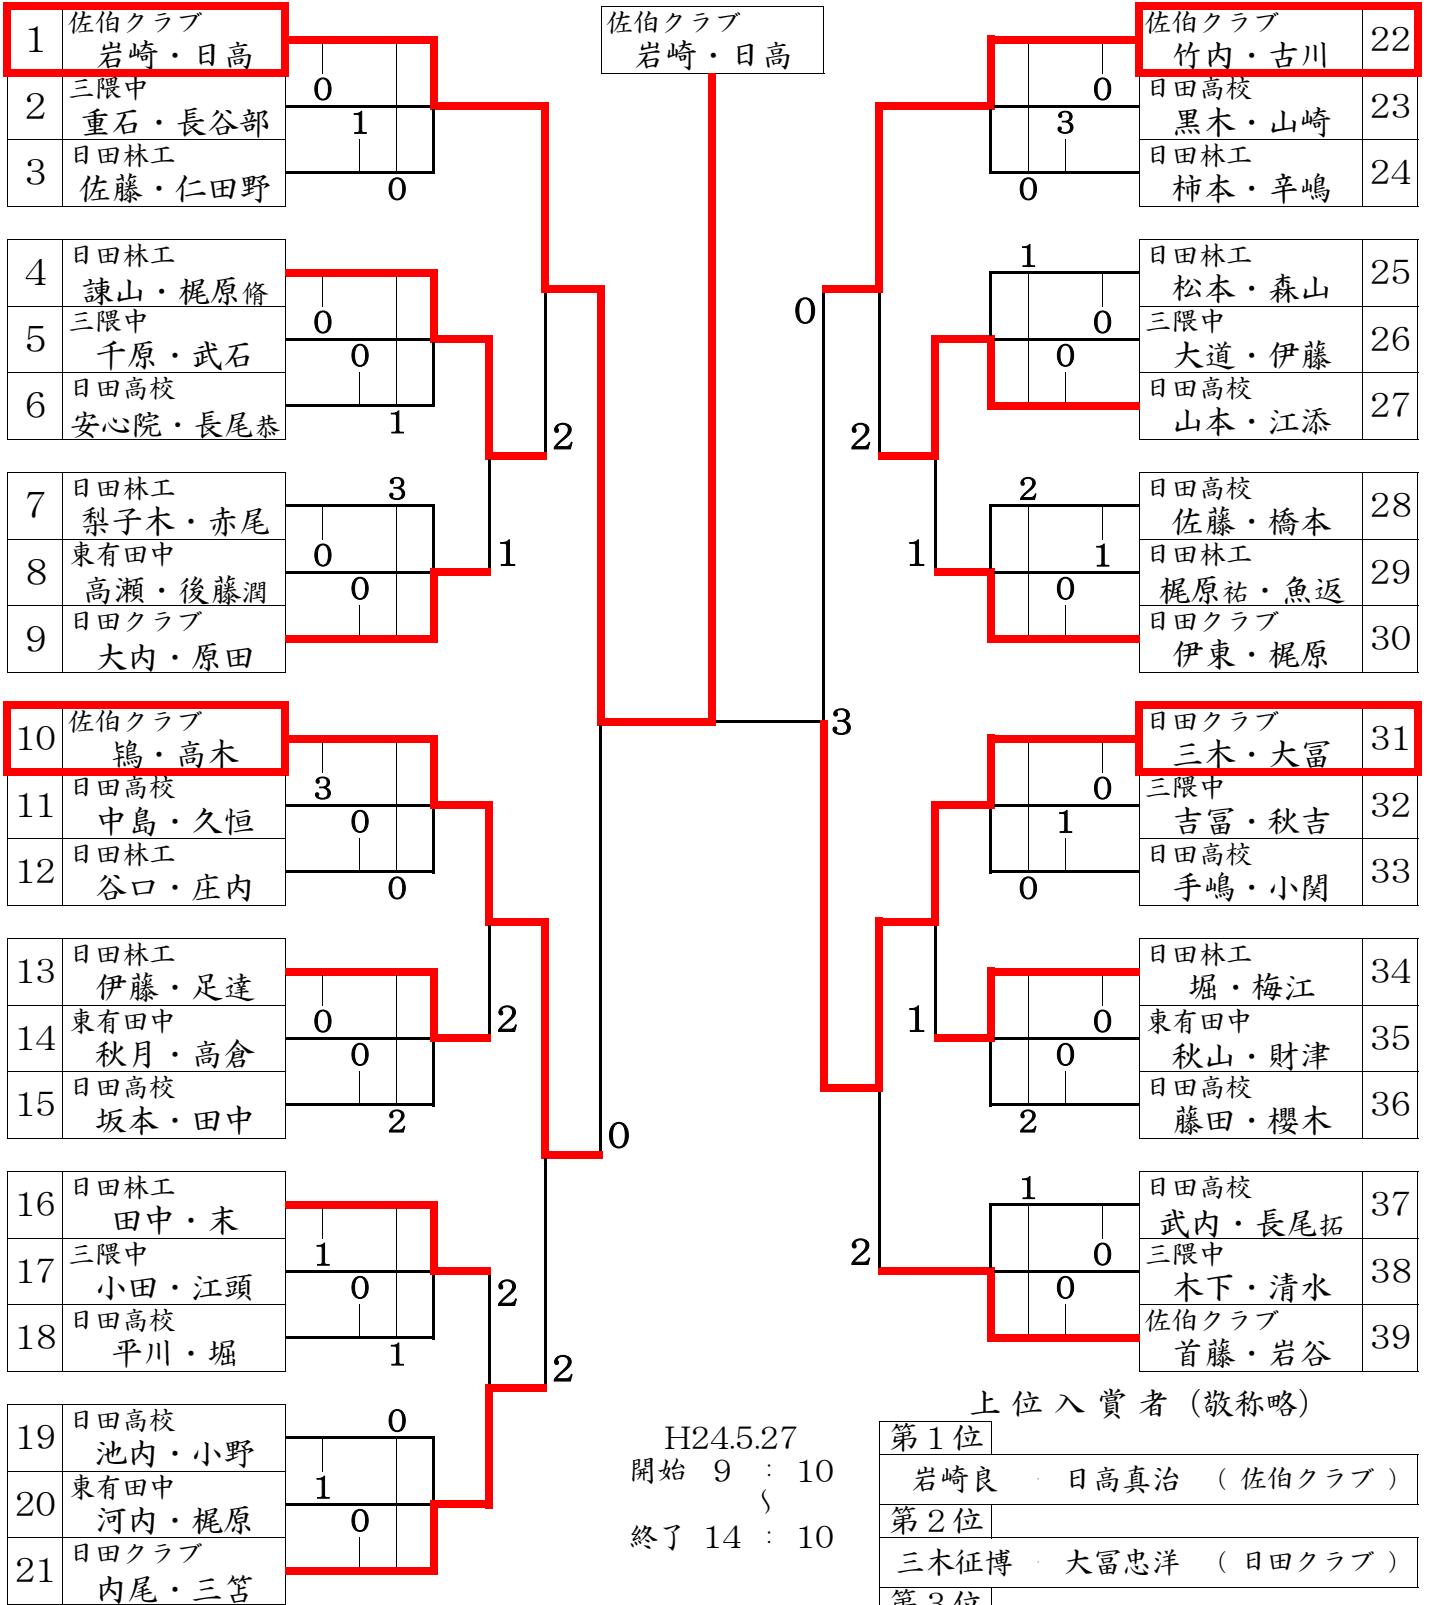 1
佐伯クラブ
岩崎・日高
2
三隈中
重石・長谷部
3
日田林工
佐藤・仁田野
0
1
0
4
日田林工
諌山・梶原脩
5
三隈中
千原・武石
6
日田高校
安心院・長尾恭
0
0
1
7
日田林工
梨子木・赤尾
8
東有田中
高瀬・後藤潤
9
日田クラブ
大内・原田
3
0
0
1
2
10
佐伯クラブ
鴇・高木
11
日田高校
中島・久恒
12
日田林工
谷口・庄内
3
0
0
13
日田林工
伊藤・足達
14
東有田中
秋月・高倉
15
日田高校
坂本・田中
0
0
2
2
16
日田林工
田中・末
17
三隈中
小田・江頭
18
日田高校
平川・堀
1
0
1
19
日田高校
池内・小野
20
東有田中
河内・梶原
21
日田クラブ
内尾・三笘
0
1
0
2
2
0
佐伯クラブ
岩崎・日高
0
3
佐伯クラブ
竹内・古川
22
日田高校
黒木・山崎
23
日田林工
柿本・辛嶋
24
0
3
0
日田林工
松本・森山
25
三隈中
大道・伊藤
26
日田高校
山本・江添
27
1
0
0
日田高校
佐藤・橋本
28
日田林工
梶原祐・魚返
29
日田クラブ
伊東・梶原
30
2
1
0
1
2
日田クラブ
三木・大冨
31
三隈中
吉冨・秋吉
32
日田高校
手嶋・小関
33
0
1
0
日田林工
堀・梅江
34
東有田中
秋山・財津
35
日田高校
藤田・櫻木
36
0
0
2
1
日田高校
武内・長尾拓
37
三隈中
木下・清水
38
佐伯クラブ
首藤・岩谷
39
1
0
0
2
H24.5.27
開始 9 : 10
～
終了 14 : 10
上位入賞者 (敬称略)
第1位
岩崎良 ・ 日高真治 ( 佐伯クラブ )
第2位
三木征博 ・ 大冨忠洋 ( 日田クラブ )
第3位